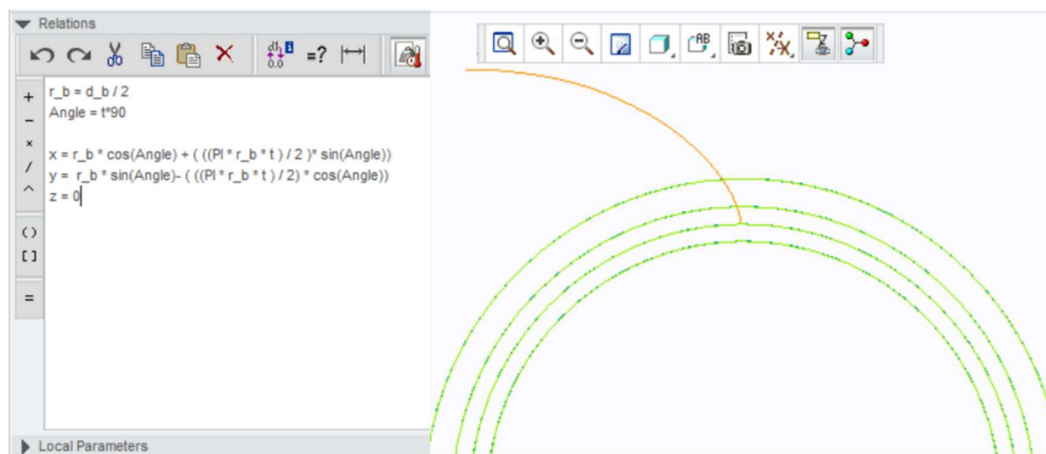 Relations
+
−
×
/
^
()
[]
=
=?
r_b = d_b / 2
Angle = t*90
x = r_b * cos(Angle) + ( ((PI * r_b * t ) / 2 )* sin(Angle))
y =  r_b * sin(Angle)- ( ((PI * r_b * t ) / 2) * cos(Angle))
z = 0
Local Parameters